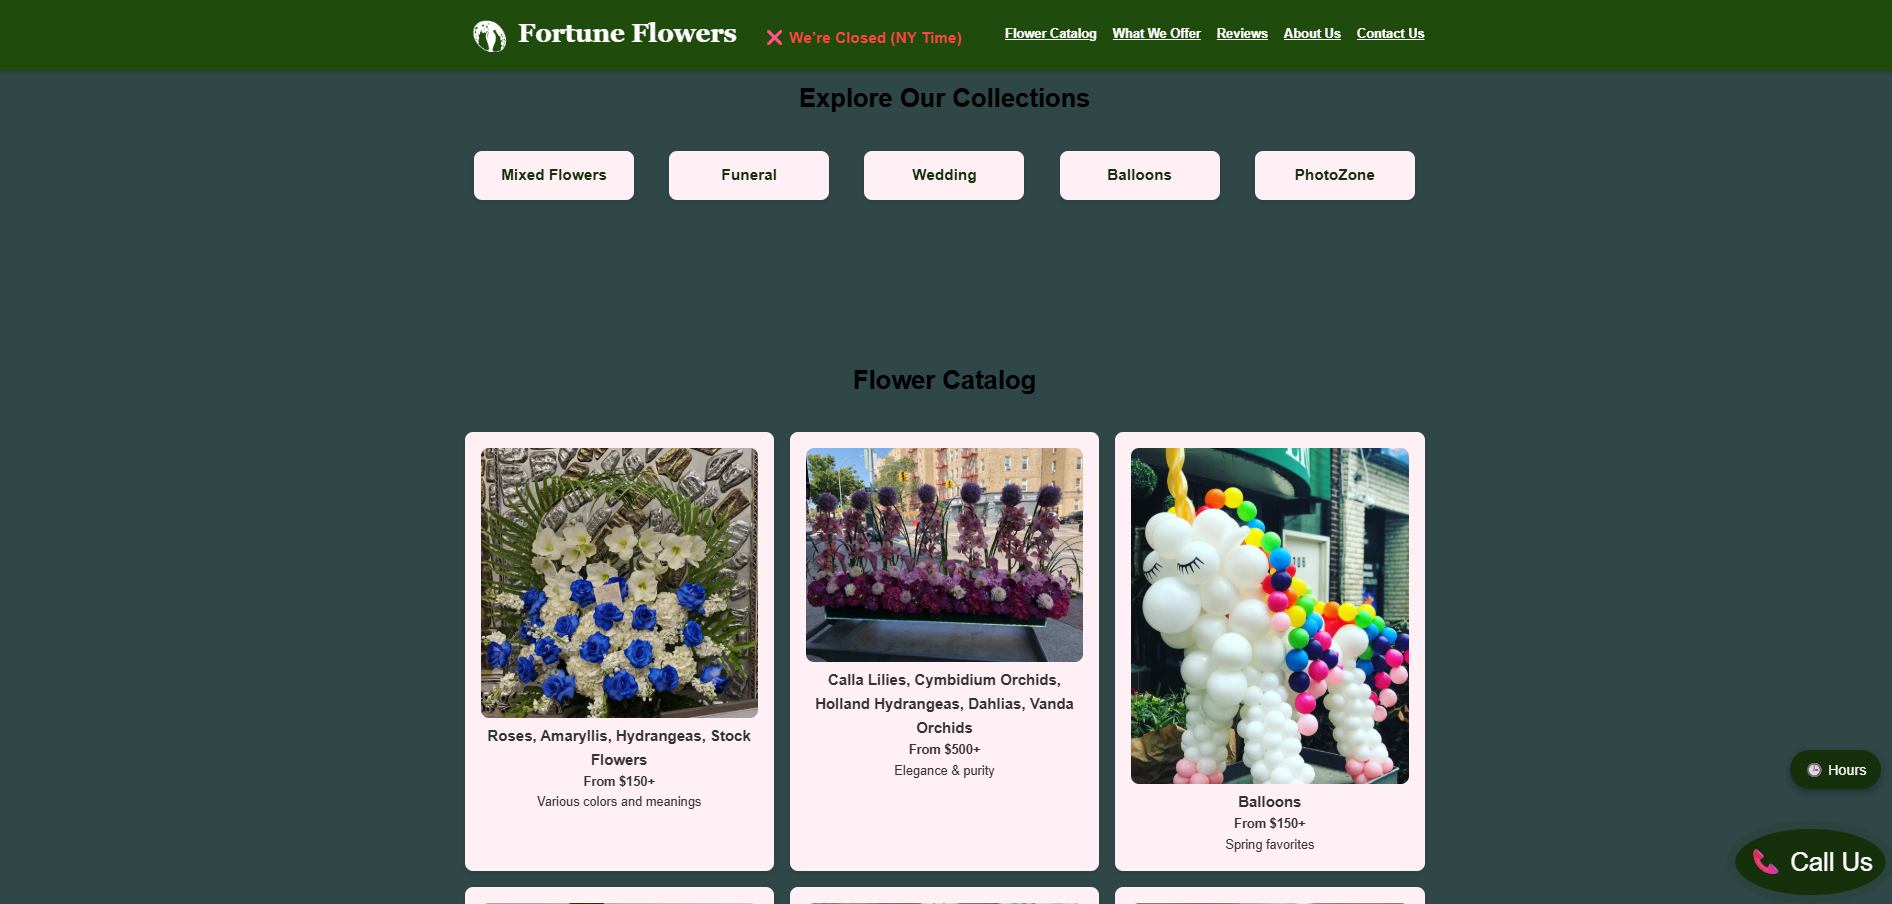 Fortune Flowers
❌ We're Closed (NY Time)
Flower Catalog
What We Offer
Reviews
About Us
Contact Us
Explore Our Collections
Mixed Flowers
Funeral
Wedding
Balloons
PhotoZone
Flower Catalog
Roses, Amaryllis, Hydrangeas, Stock
Flowers
From $150+
Various colors and meanings
Calla Lilies, Cymbidium Orchids,
Holland Hydrangeas, Dahlias, Vanda
Orchids
From $500+
Elegance & purity
Balloons
From $150+
Spring favorites
Hours
Call Us